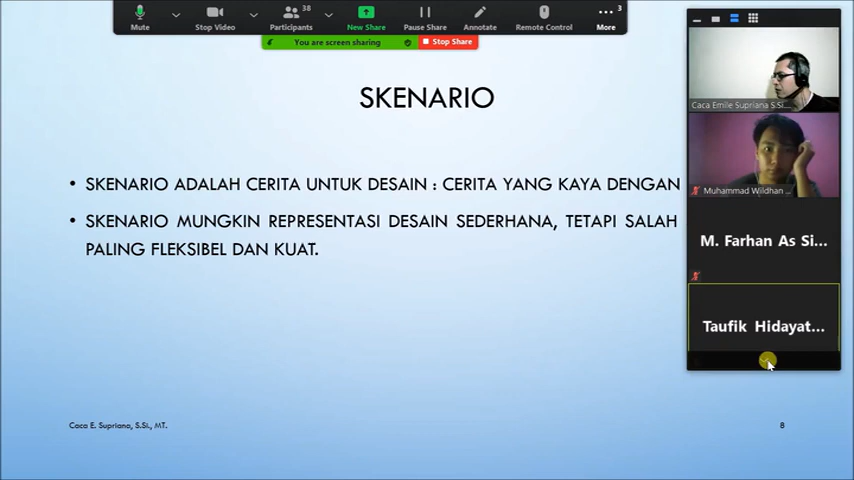 38
3
Mute
Stop Video
Participants
New Share
Pause Share
Annotate
Remote Control
More
You are screen sharing
Stop Share
SKENARIO
• SKENARIO ADALAH CERITA UNTUK DESAIN : CERITA YANG KAYA DENGAN
• SKENARIO MUNGKIN REPRESENTASI DESAIN SEDERHANA, TETAPI SALAH
PALING FLEKSIBEL DAN KUAT.
Caca E. Supriana, S.Si., MT.
8
Caca Emile Supriana S.Si....
Muhammad Wildhan ...
M. Farhan As Si...
Taufik Hidayat...